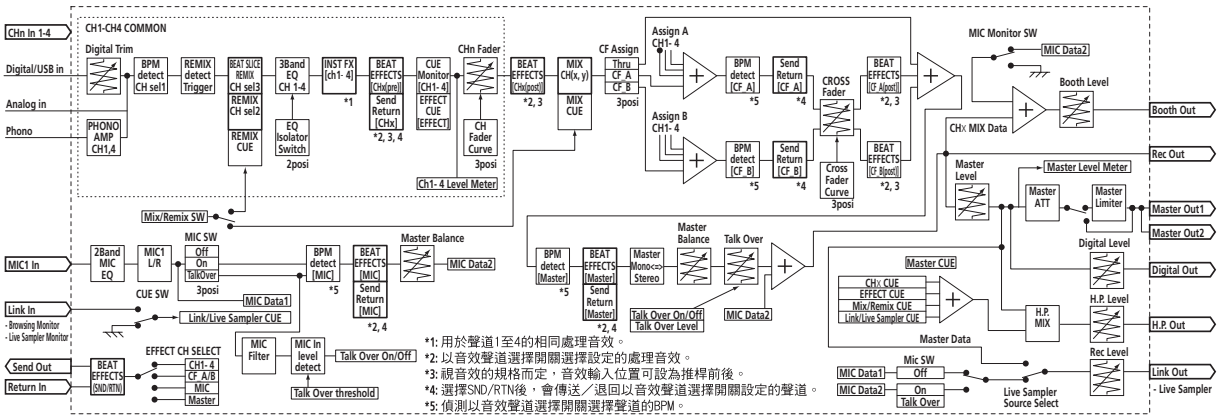 CHn In 1-4
CH1-CH4 COMMON
Digital Trim
Digital/USB in
Analog in
Phono
PHONO
AMP
CH1,4
BPM
detect
CH sel1
REMIX
detect
Trigger
BEAT SLICE
REMIX
CH sel3
REMIX
CH sel2
REMIX
CUE
3Band
EQ
CH 1-4
EQ
Isolator
Switch
2posi
INST FX
[ch1- 4]
*1
BEAT
EFFECTS
[CHx(pre)]
Send
Return
[CHx]
*2, 3, 4
CUE
Monitor
[CH1- 4]
EFFECT
CUE
[EFFECT]
CHn Fader
CH
Fader
Curve
3posi
Ch1- 4 Level Meter
BEAT
EFFECTS
[CHx(post)]
*2, 3
MIX
CH(x, y)
MIX
CUE
CF Assign
Thru
CF_A
CF_B
3posi
Assign A
CH1- 4
Assign B
CH1- 4
BPM
detect
[CF_A]
*5
Send
Return
[CF_A]
*4
BPM
detect
[CF_B]
*5
Send
Return
[CF_B]
*4
CROSS
Fader
Cross
Fader
Curve
3posi
BEAT
EFFECTS
[CF_A(post)]
*2, 3
BEAT
EFFECTS
[CF_B(post)]
*2, 3
MIC Monitor SW
MIC Data2
Booth Level
Booth Out
CHX MIX Data
Rec Out
Master
Level
Master Level Meter
Master
ATT
Master
Limiter
Master Out1
Master Out2
Digital Level
Digital Out
Mix/Remix SW
MIC1 In
2Band
MIC
EQ
MIC1
L/R
MIC SW
Off
On
TalkOver
3posi
BPM
detect
[MIC]
*5
BEAT
EFFECTS
[MIC]
Send
Return
[MIC]
*2, 4
Master Balance
MIC Data2
CUE SW
MIC Data1
Link In
- Browsing Monitor
- Live Sampler Monitor
Link/Live Sampler CUE
Send Out
Return In
BEAT
EFFECTS
(SND/RTN)
EFFECT CH SELECT
CH1- 4
CF_A/B
MIC
Master
MIC
Filter
MIC In
level
detect
Talk Over On/Off
Talk Over threshold
BPM
detect
[Master]
*5
BEAT
EFFECTS
[Master]
Send
Return
[Master]
*2, 4
Master
Mono<=>
Stereo
Master
Balance
Talk Over
Talk Over On/Off
Talk Over Level
MIC Data2
Master CUE
CHX CUE
EFFECT CUE
Mix/Remix CUE
Link/Live Sampler CUE
Master Data
H.P.
MIX
H.P. Level
H.P. Out
Rec Level
Mic SW
MIC Data1
Off
MIC Data2
On
Talk Over
Live Sampler
Source Select
Link Out
- Live Sampler
*1: 用於聲道1至4的相同處理音效。
*2: 以音效聲道選擇開關選擇設定的處理音效。
*3: 視音效的規格而定，音效輸入位置可設為推桿前後。
*4: 選擇SND/RTN後，會傳送／退回以音效聲道選擇開關設定的聲道。
*5: 偵測以音效聲道選擇開關選擇聲道的BPM。